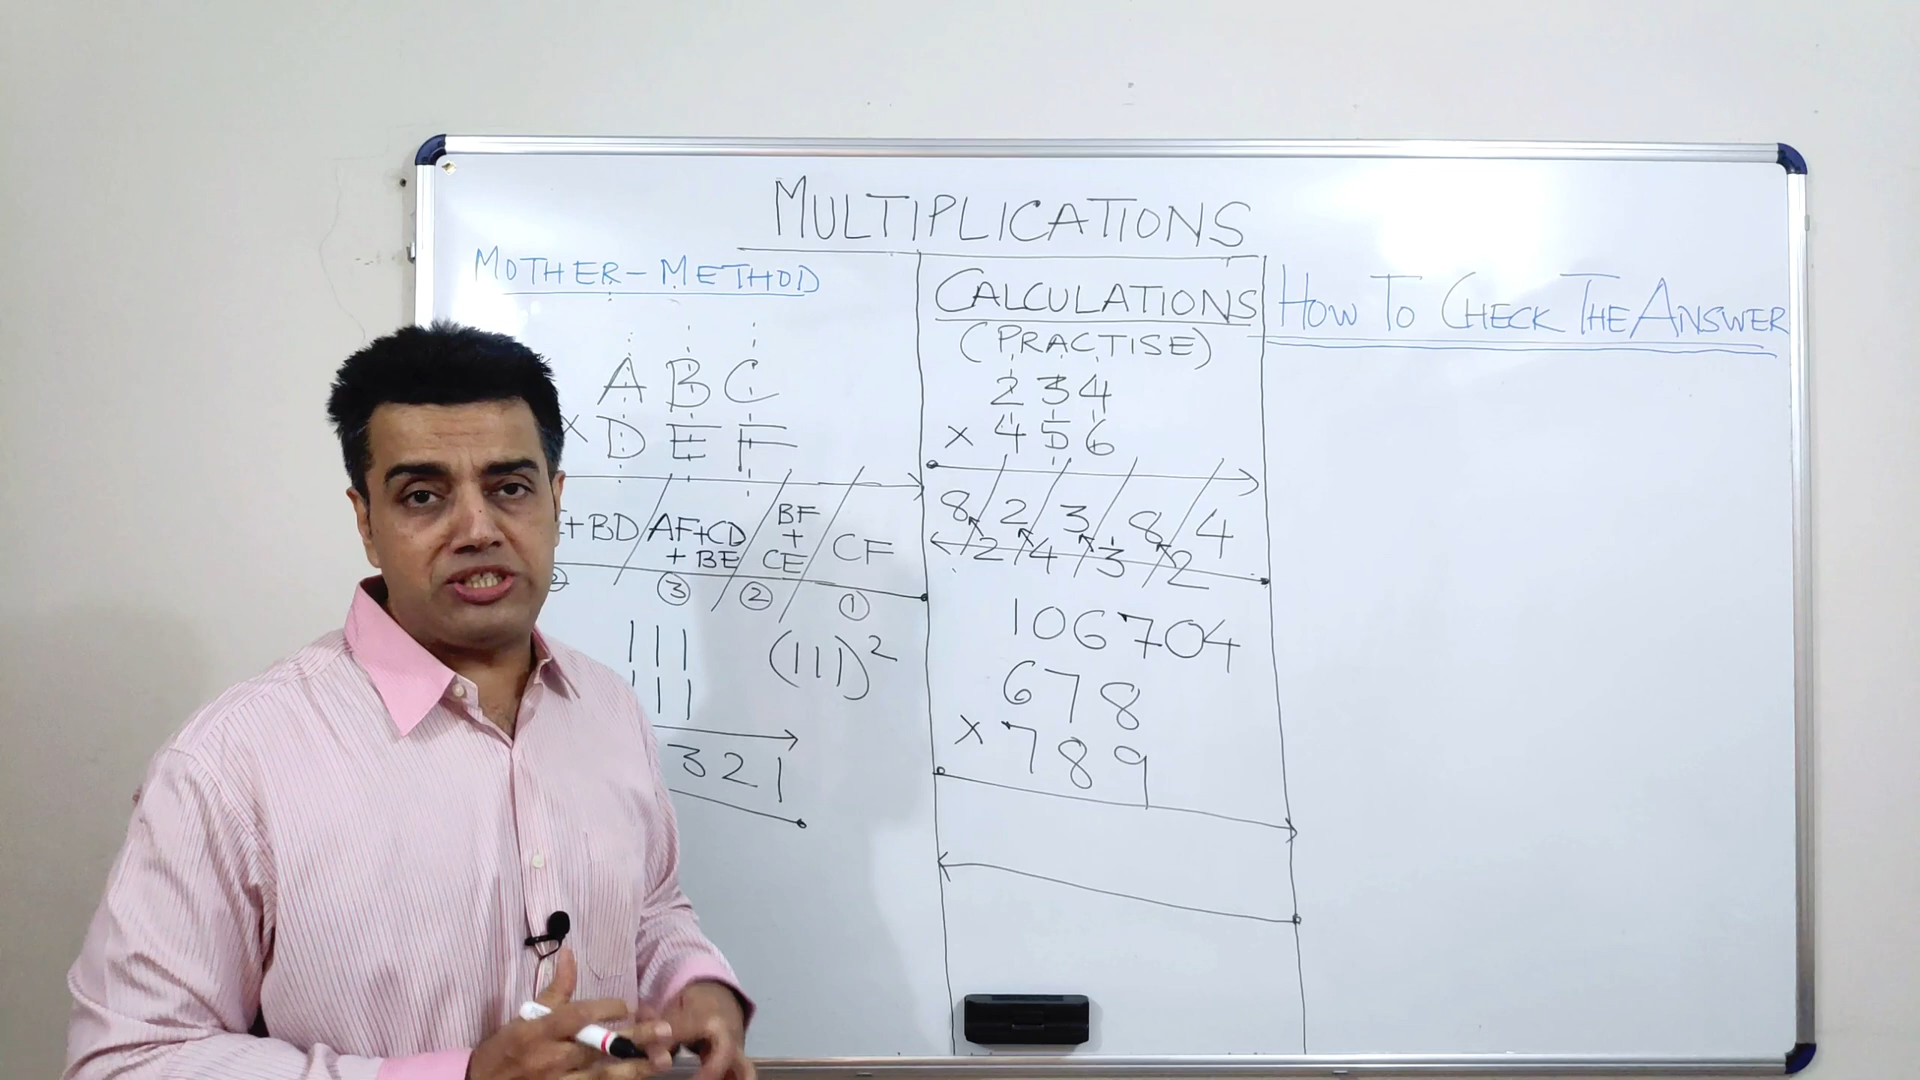 MULTIPLICATIONS
MOTHER-METHOD
A B C
X D E F
+BD / AF+CD + BE / BF + CE / CF
③ ② ①
111 (111)²
111
321
CALCULATIONS
(PRACTISE)
234
× 456
8 / 2 / 3 / 8 / 4
2 / 4 / 3 / 2
106704
678
× 789
HOW TO CHECK THE ANSWER